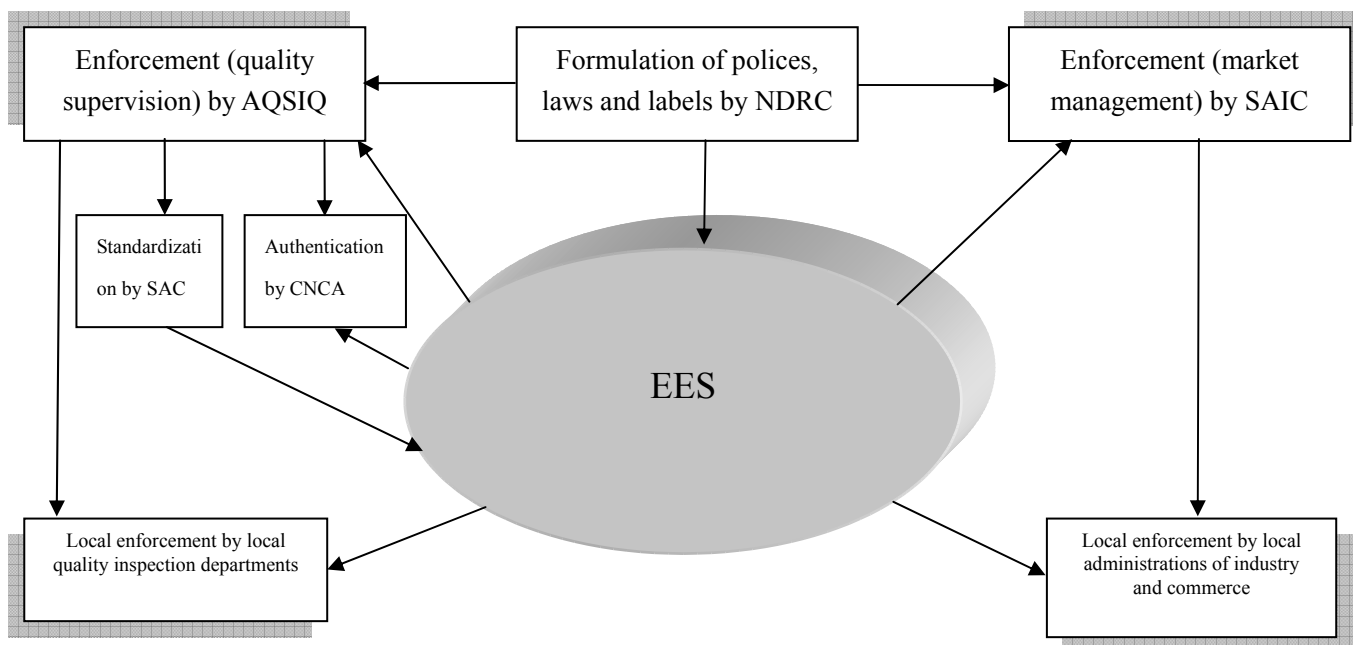 Enforcement (quality
supervision) by AQSIQ
Formulation of polices,
laws and labels by NDRC
Enforcement (market
management) by SAIC
Standardizati
on by SAC
Authentication
by CNCA
EES
Local enforcement by local
quality inspection departments
Local enforcement by local
administrations of industry
and commerce